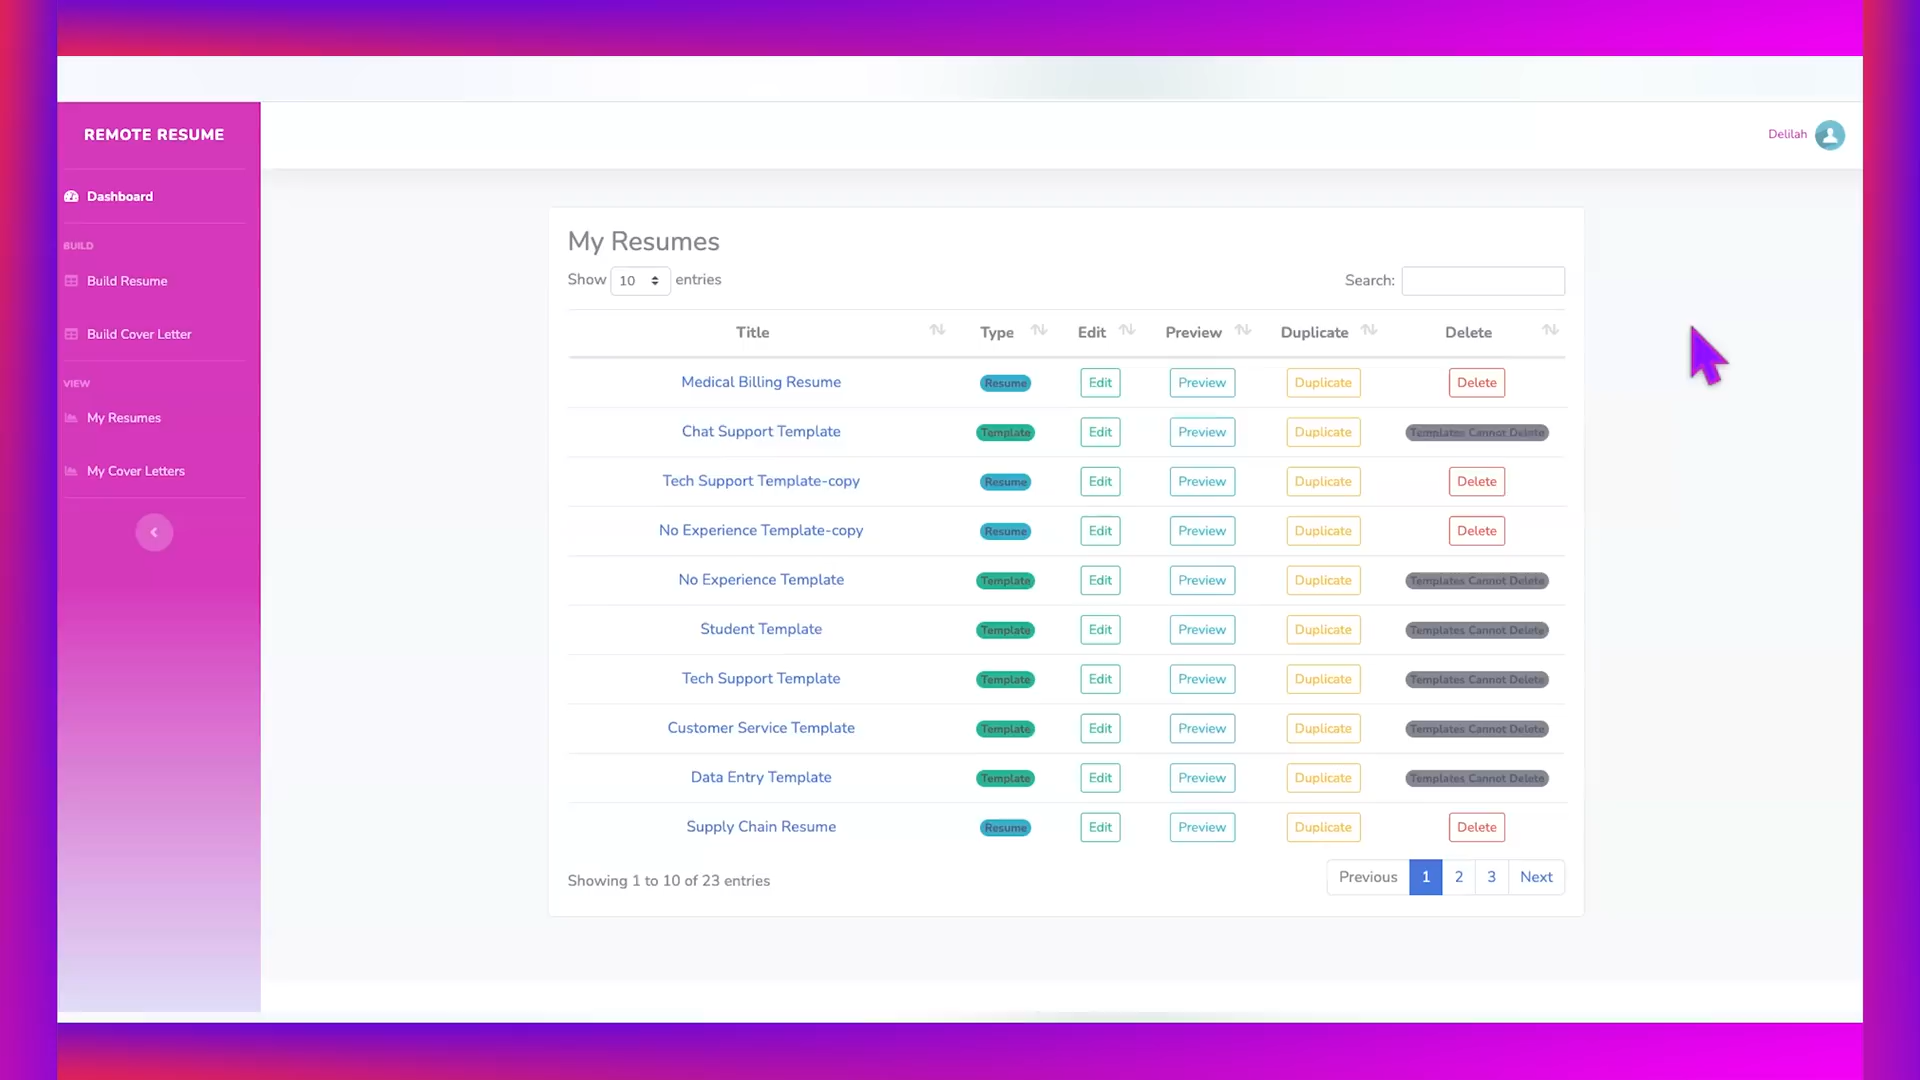 REMOTE RESUME
Delilah
Dashboard
BUILD
Build Resume
Build Cover Letter
VIEW
My Resumes
My Cover Letters
My Resumes
Show 10 entries Search:
Title Type Edit Preview Duplicate Delete
Medical Billing Resume Resume Edit Preview Duplicate Delete
Chat Support Template Template Edit Preview Duplicate Templates Cannot Delete
Tech Support Template-copy Resume Edit Preview Duplicate Delete
No Experience Template-copy Resume Edit Preview Duplicate Delete
No Experience Template Template Edit Preview Duplicate Templates Cannot Delete
Student Template Template Edit Preview Duplicate Templates Cannot Delete
Tech Support Template Template Edit Preview Duplicate Templates Cannot Delete
Customer Service Template Template Edit Preview Duplicate Templates Cannot Delete
Data Entry Template Template Edit Preview Duplicate Templates Cannot Delete
Supply Chain Resume Resume Edit Preview Duplicate Delete
Showing 1 to 10 of 23 entries Previous 1 2 3 Next